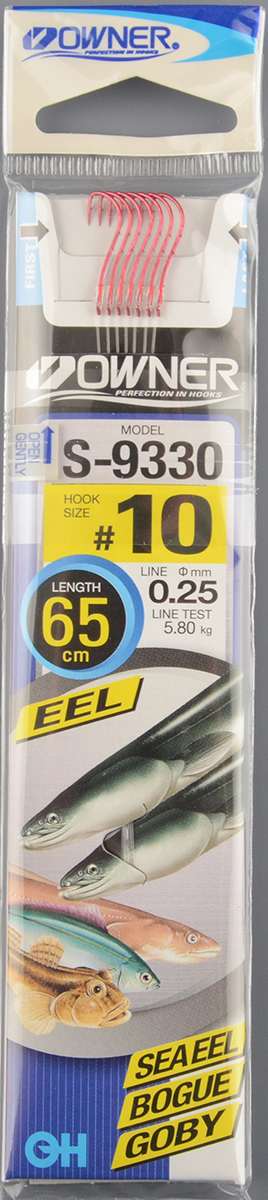 OWNER.
PERFECTION IN HOOKS
FIRST
OWNER
PERFECTION IN HOOKS
OPEN
GENTLY
MODEL
S-9330
HOOK
SIZE
#10
LENGTH
65
cm
LINE Φmm
0.25
LINE TEST
5.80 kg
EEL
SEA EEL
BOGUE
GOBY
OH